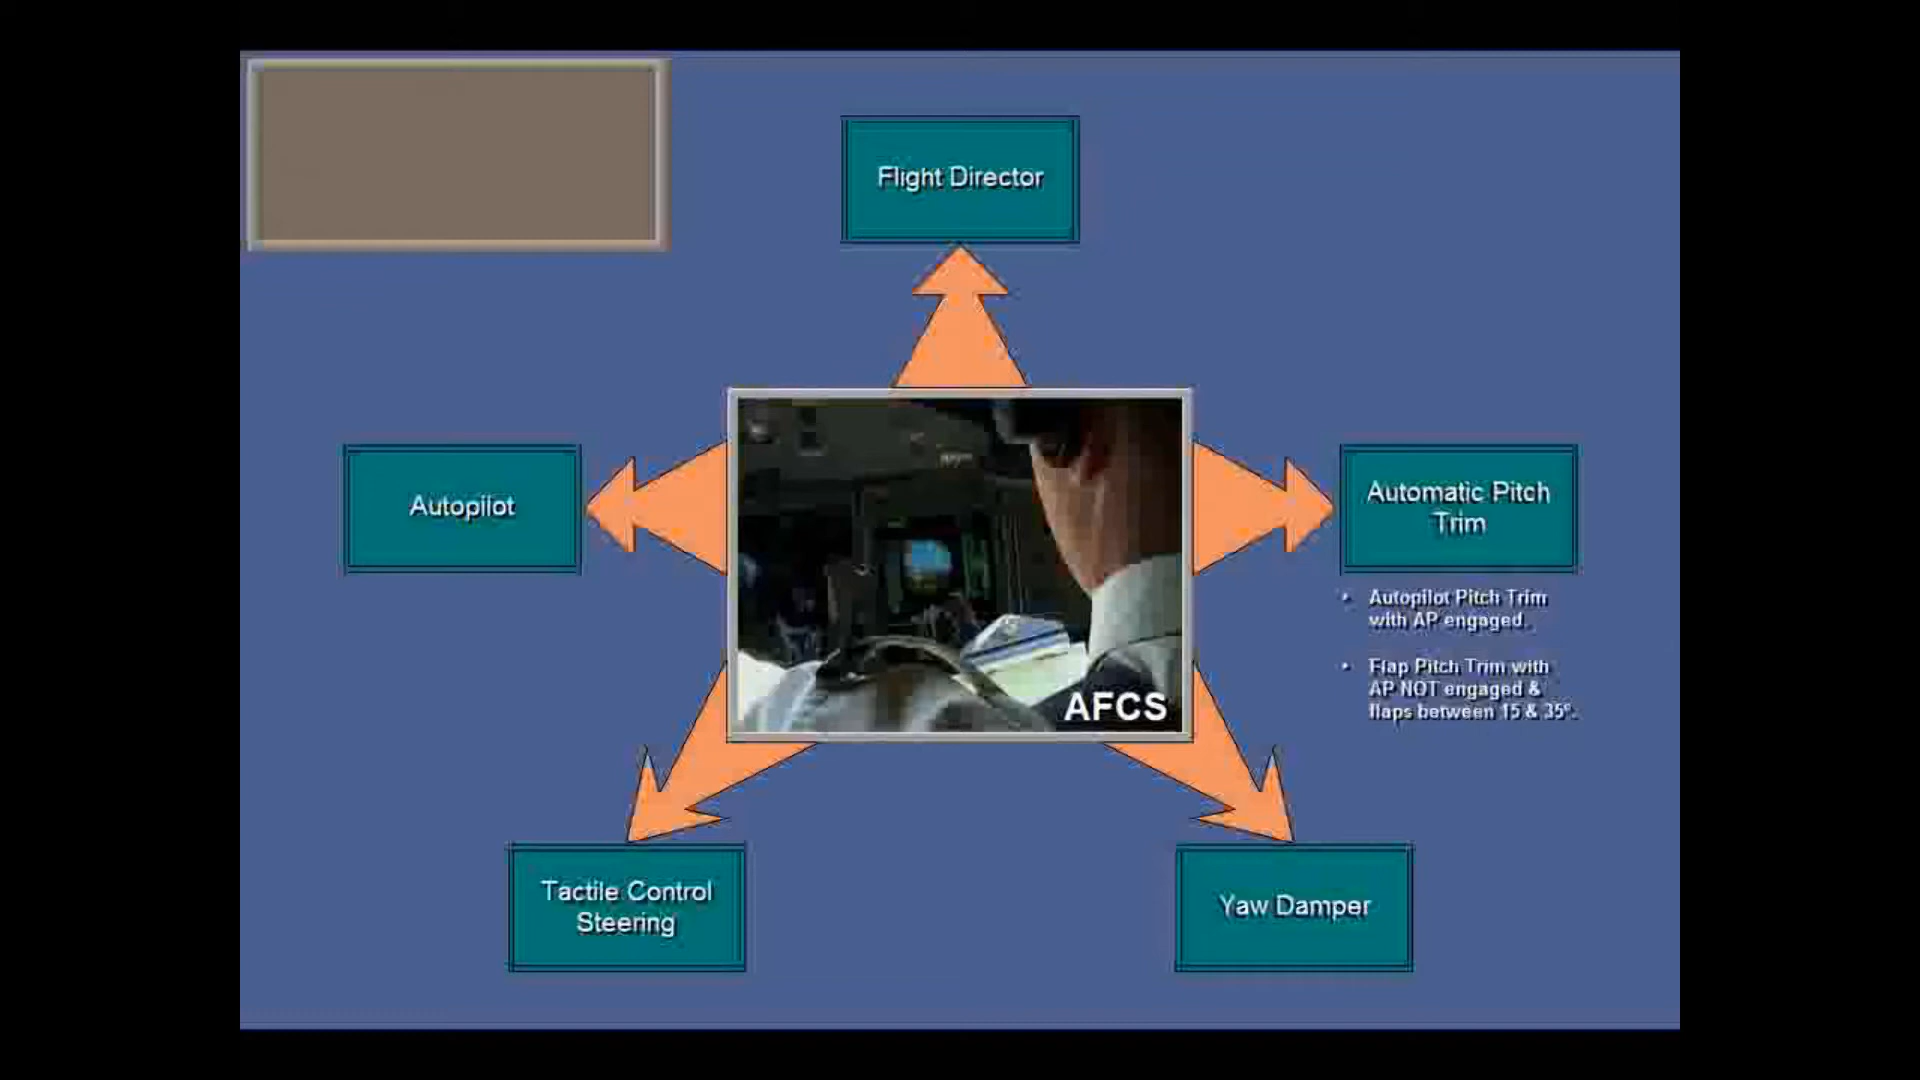 Flight Director
Autopilot
Automatic Pitch
Trim
• Autopilot Pitch Trim
with AP engaged.
• Flap Pitch Trim with
AP NOT engaged &
flaps between 15 & 35º.
AFCS
Tactile Control
Steering
Yaw Damper